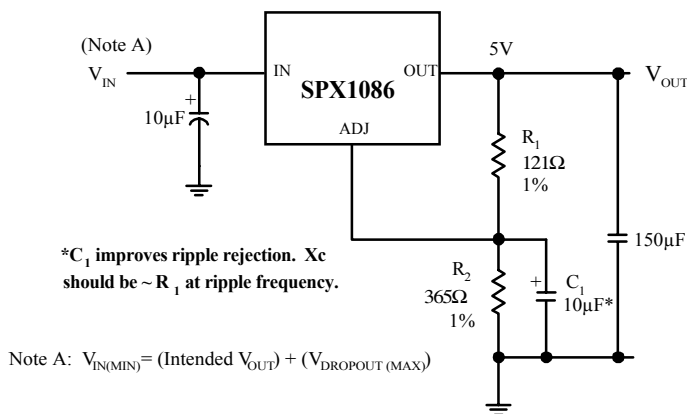 (Note A)
V_IN
5V
IN
OUT
V_OUT
SPX1086
+
10µF
ADJ
R_1
121Ω
1%
*C_1 improves ripple rejection. Xc
should be ~ R_1 at ripple frequency.
150µF
R_2
365Ω
1%
+
C_1
10µF*
Note A: V_IN(MIN)= (Intended V_OUT) + (V_DROPOUT (MAX))